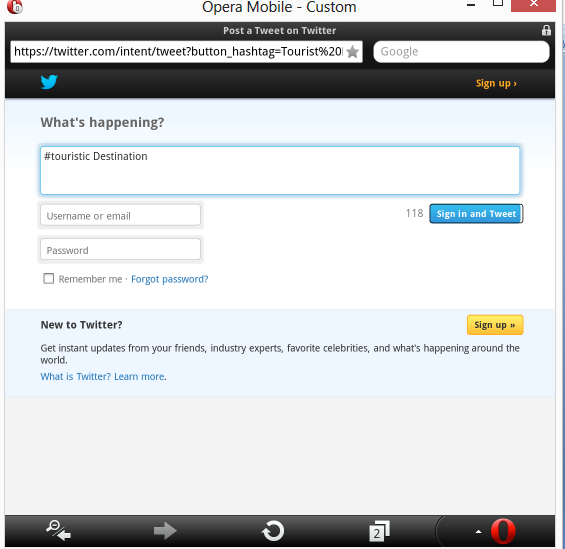 Opera Mobile - Custom
Post a Tweet on Twitter
https://twitter.com/intent/tweet?button_hashtag=Tourist%20
Google
Sign up ›
What's happening?
#touristic Destination
Username or email
118
Sign in and Tweet
Password
Remember me · Forgot password?
New to Twitter?
Sign up »
Get instant updates from your friends, industry experts, favorite celebrities, and what's happening around the
world.
What is Twitter? Learn more.
2